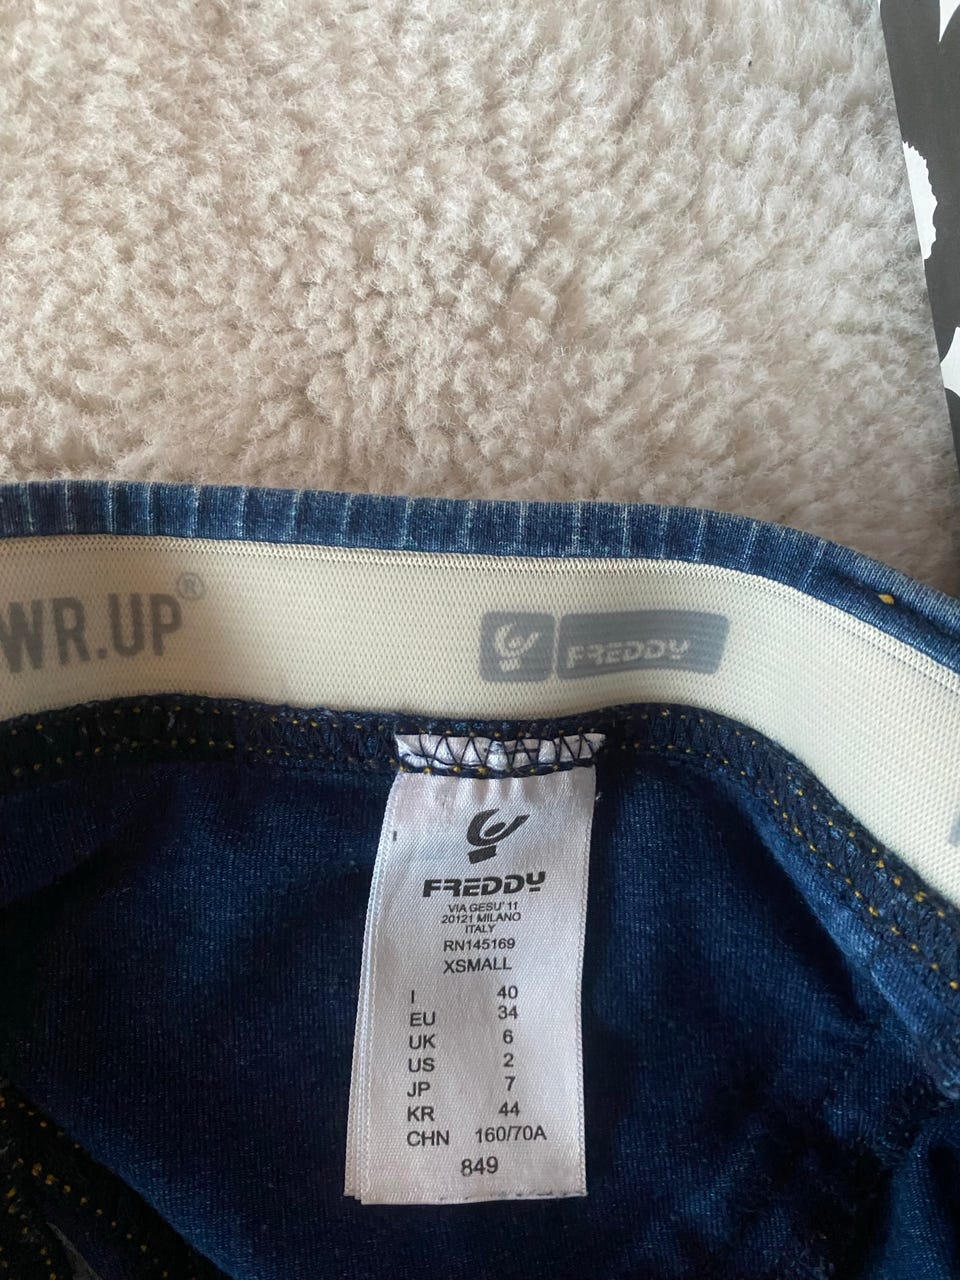 WR.UP®
FREDDY
FREDDY
VIA GESU' 11
20121 MILANO
ITALY
RN145169
XSMALL
I 40
EU 34
UK 6
US 2
JP 7
KR 44
CHN 160/70A
849